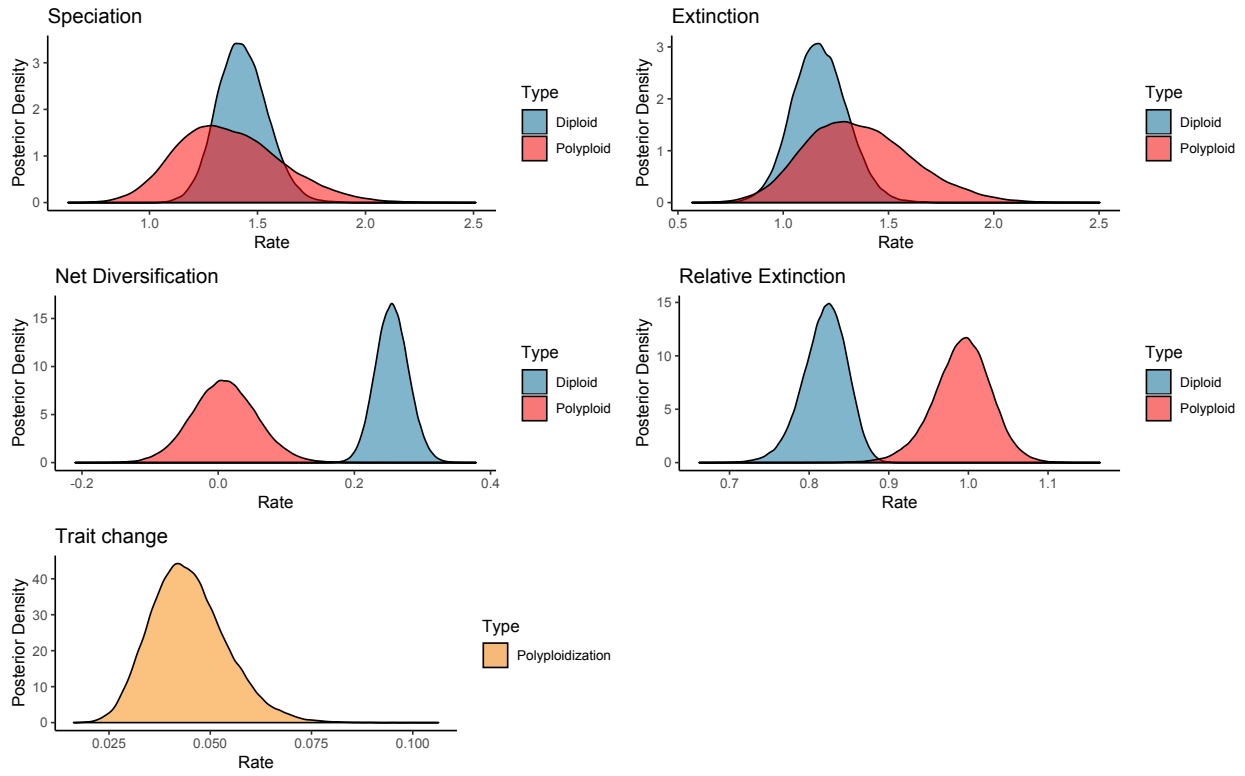 Speciation
Posterior Density
3
2
1
0
1.0 1.5 2.0 2.5
Rate
Type
Diploid
Polyploid
Extinction
Posterior Density
3
2
1
0
0.5 1.0 1.5 2.0 2.5
Rate
Type
Diploid
Polyploid
Net Diversification
Posterior Density
15
10
5
0
-0.2 0.0 0.2 0.4
Rate
Type
Diploid
Polyploid
Relative Extinction
Posterior Density
15
10
5
0
0.7 0.8 0.9 1.0 1.1
Rate
Type
Diploid
Polyploid
Trait change
Posterior Density
40
30
20
10
0
0.025 0.050 0.075 0.100
Rate
Type
Polyploidization